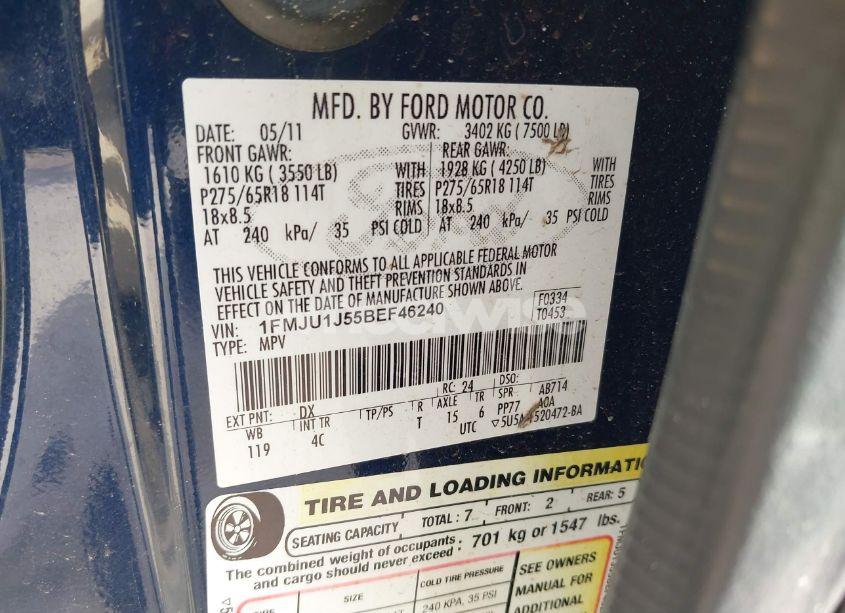 MFD. BY FORD MOTOR CO.
DATE: 05/11 GVWR: 3402 KG ( 7500 LB)
FRONT GAWR: REAR GAWR:
1610 KG ( 3550 LB) WITH 1928 KG ( 4250 LB) WITH
P275/65R18 114T TIRES P275/65R18 114T TIRES
18x8.5 RIMS 18x8.5 RIMS
AT 240 kPa/ 35 PSI COLD AT 240 kPa/ 35 PSI COLD
THIS VEHICLE CONFORMS TO ALL APPLICABLE FEDERAL MOTOR
VEHICLE SAFETY AND THEFT PREVENTION STANDARDS IN
EFFECT ON THE DATE OF MANUFACTURE SHOWN ABOVE.
VIN: 1FMJU1J55BEF46240 F0334
TYPE: MPV T0453
EXT PNT: DX RC: 24 DSO: AB714
WB INT TR TP/PS R AXLE TR SPR A0A
119 4C T 15 6 PP77
UTC ▽5U5A 1520472-BA
TIRE AND LOADING INFORMATION
SEATING CAPACITY TOTAL : 7 FRONT: 2 REAR: 5
The combined weight of occupants and cargo should never exceed : 701 kg or 1547 lbs.
SIZE COLD TIRE PRESSURE SEE OWNERS
240 KPA, 35 PSI MANUAL FOR
ADDITIONAL